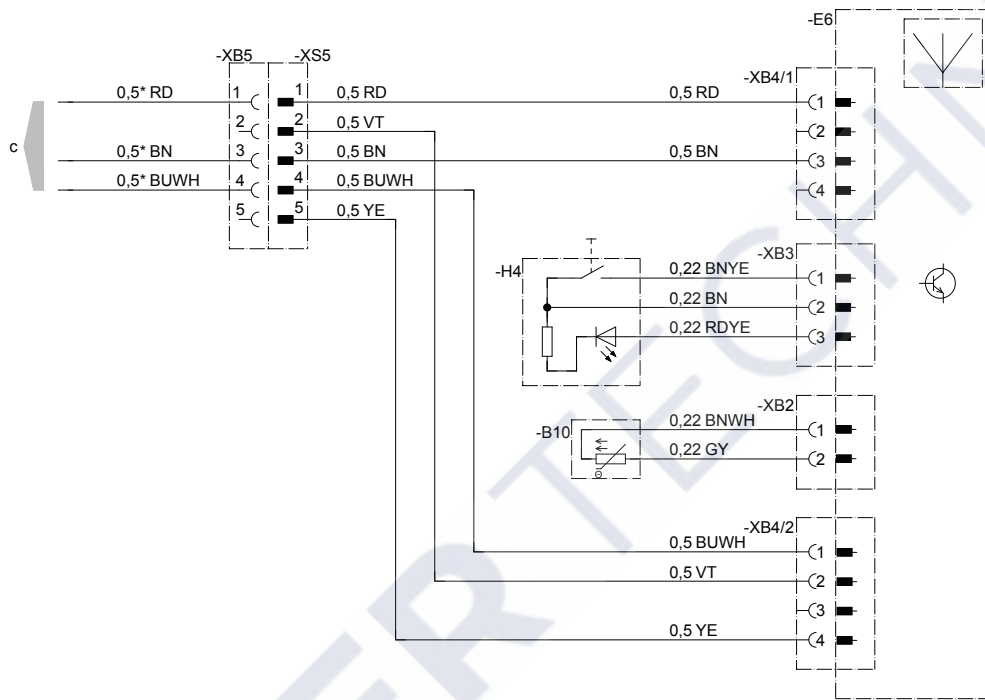 -E6
-XB5 -XS5
-XB4/1
0,5* RD 1 1 0,5 RD 0,5 RD 1
2 2 0,5 VT 2
c
0,5* BN 3 3 0,5 BN 0,5 BN 3
0,5* BUWH 4 4 0,5 BUWH 4
5 5 0,5 YE
-XB3
-H4 0,22 BNYE 1
0,22 BN 2
0,22 RDYE 3
-XB2
-B10 0,22 BNWH 1
0,22 GY 2
-XB4/2
0,5 BUWH 1
0,5 VT 2
3
0,5 YE 4
ER TECHN